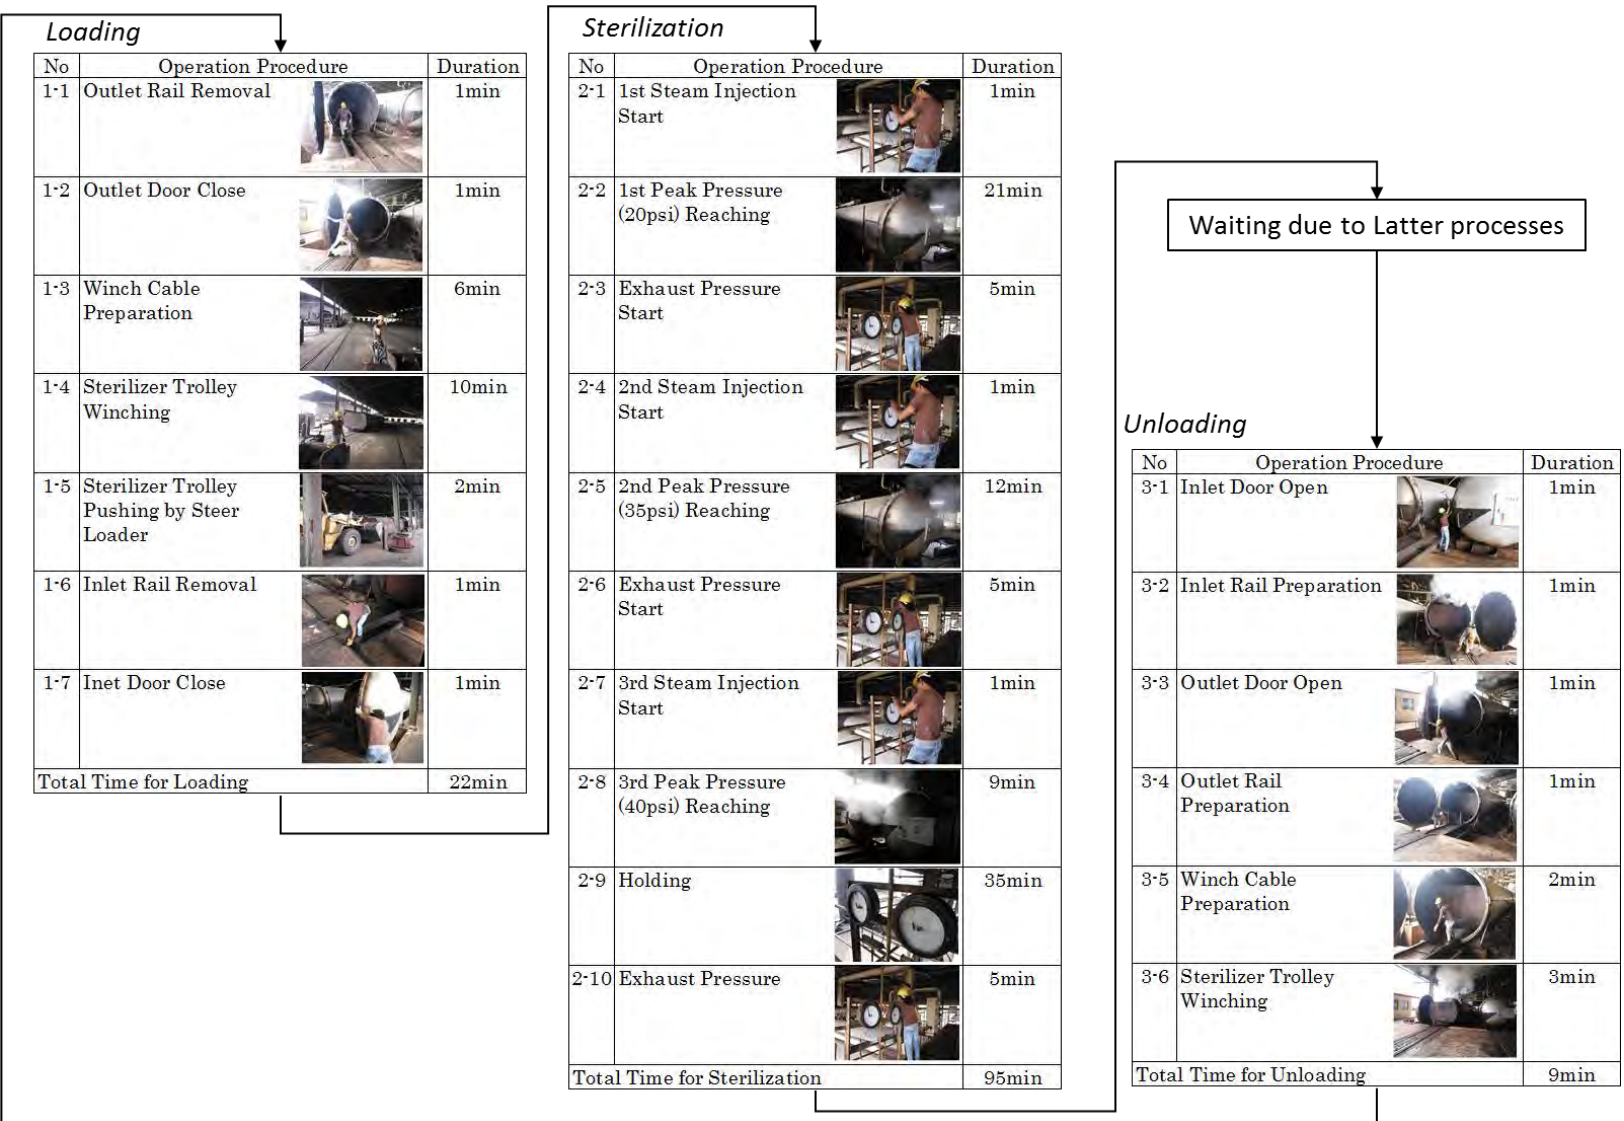 Loading
No Operation Procedure Duration
1-1 Outlet Rail Removal 1min
1-2 Outlet Door Close 1min
1-3 Winch Cable 6min
Preparation
1-4 Sterilizer Trolley 10min
Winching
1-5 Sterilizer Trolley 2min
Pushing by Steer
Loader
1-6 Inlet Rail Removal 1min
1-7 Inet Door Close 1min
Total Time for Loading 22min
Sterilization
No Operation Procedure Duration
2-1 1st Steam Injection 1min
Start
2-2 1st Peak Pressure 21min
(20psi) Reaching
2-3 Exhaust Pressure 5min
Start
2-4 2nd Steam Injection 1min
Start
2-5 2nd Peak Pressure 12min
(35psi) Reaching
2-6 Exhaust Pressure 5min
Start
2-7 3rd Steam Injection 1min
Start
2-8 3rd Peak Pressure 9min
(40psi) Reaching
2-9 Holding 35min
2-10 Exhaust Pressure 5min
Total Time for Sterilization 95min
Waiting due to Latter processes
Unloading
No Operation Procedure Duration
3-1 Inlet Door Open 1min
3-2 Inlet Rail Preparation 1min
3-3 Outlet Door Open 1min
3-4 Outlet Rail 1min
Preparation
3-5 Winch Cable 2min
Preparation
3-6 Sterilizer Trolley 3min
Winching
Total Time for Unloading 9min